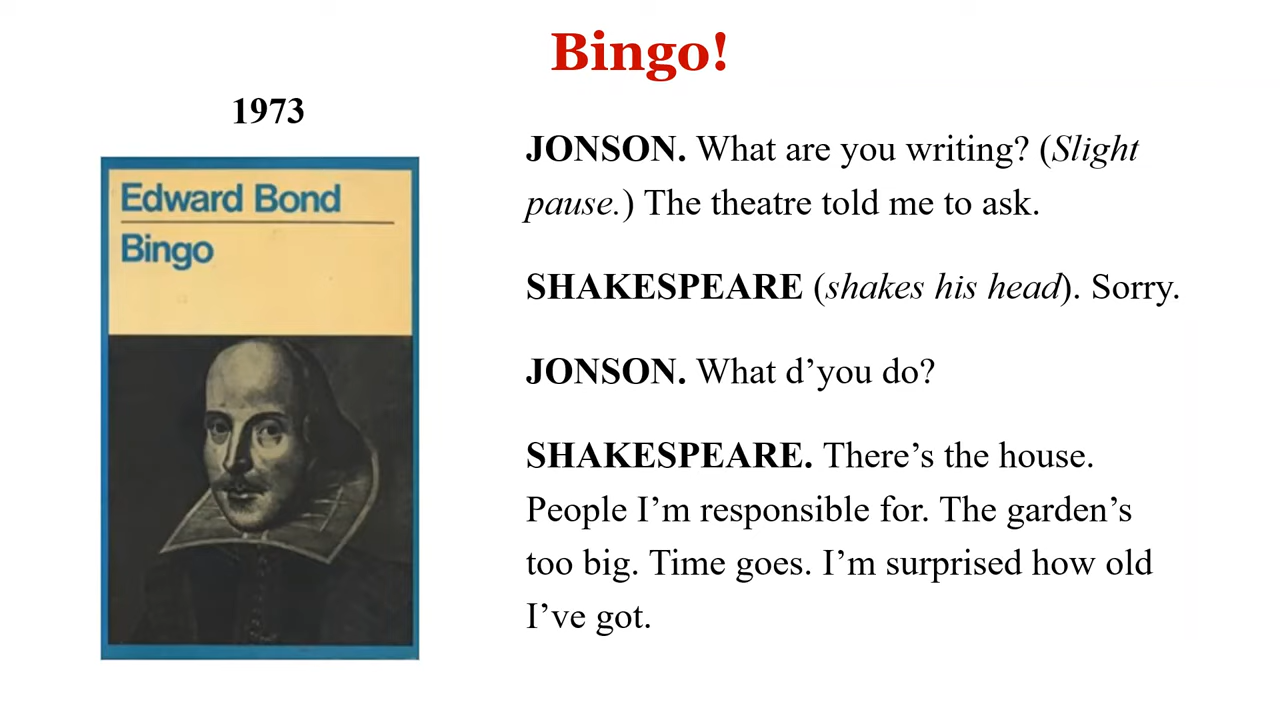 Bingo!
1973
Edward Bond
Bingo
JONSON. What are you writing? (Slight
pause.) The theatre told me to ask.
SHAKESPEARE (shakes his head). Sorry.
JONSON. What d’you do?
SHAKESPEARE. There’s the house.
People I’m responsible for. The garden’s
too big. Time goes. I’m surprised how old
I’ve got.